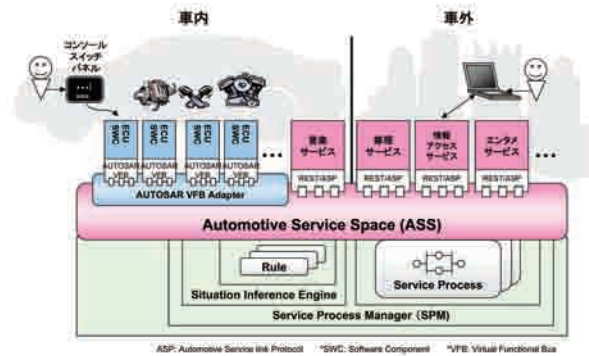 車内
車外
コンソール
スイッチ
パネル
ECU
SWC
ECU
SWC
ECU
SWC
ECU
SWC
音楽
サービス
修理
サービス
情報
アクセス
サービス
エンタメ
サービス
AUTOSAR
VFB
AUTOSAR
VFB
AUTOSAR
VFB
AUTOSAR
VFB
REST/ASP
REST/ASP
REST/ASP
REST/ASP
AUTOSAR VFB Adapter
Automotive Service Space (ASS)
Rule
Situation Inference Engine
Service Process
Service Process Manager (SPM)
ASP: Automotive Service link Protocol *SWC: Software Component *VFB: Virtual Functional Bus